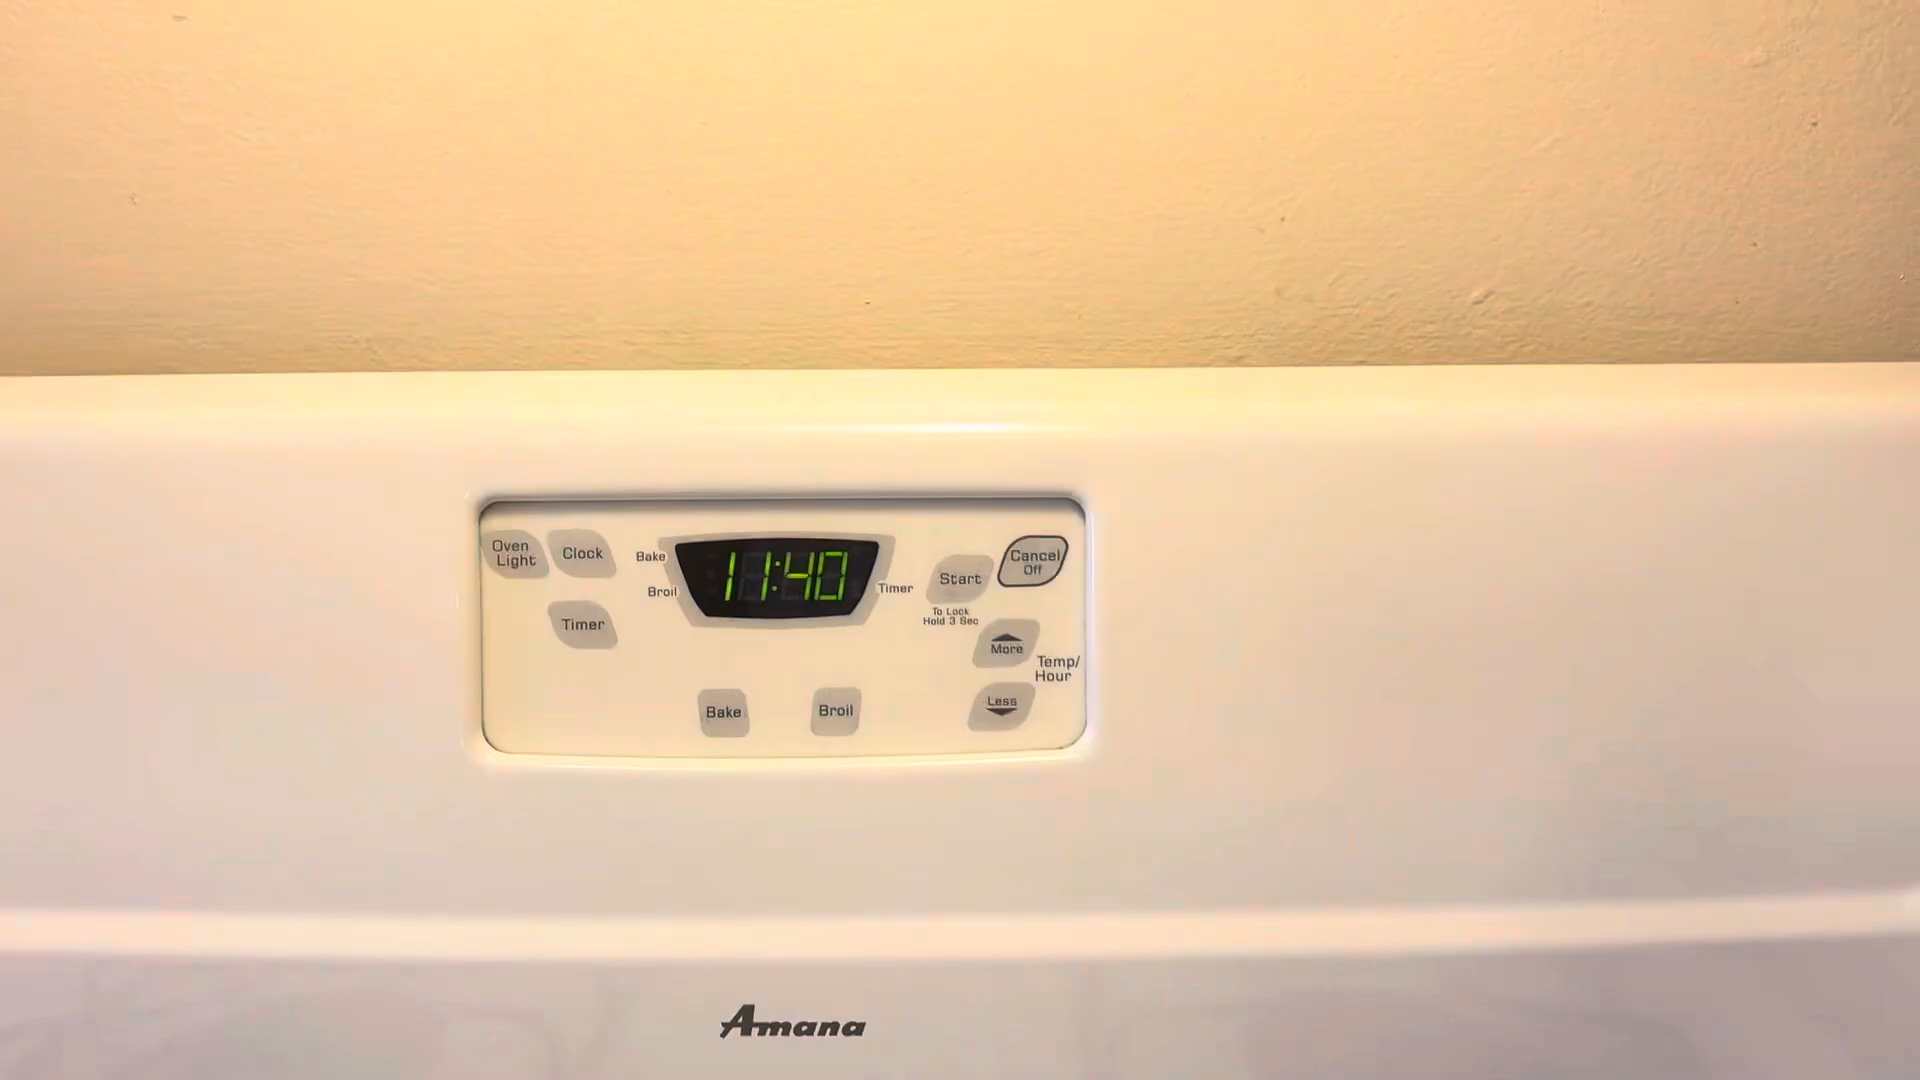 Oven
Light
Clock
Timer
Bake
Broil
11:40
Timer
Start
To Lock
Hold 3 Sec
Cancel
Off
More
Temp/
Hour
Less
Bake
Broil
Amana